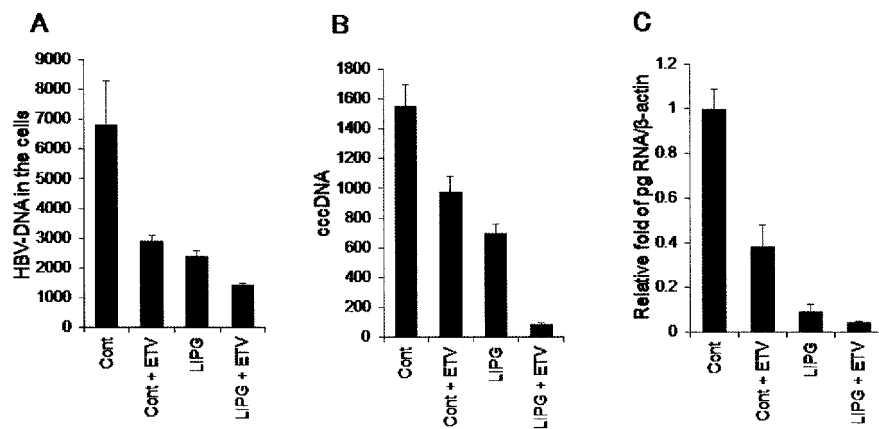 A
HBV-DNA in the cells
9000
8000
7000
6000
5000
4000
3000
2000
1000
0
Cont
Cont + ETV
LIPG
LIPG + ETV
B
cccDNA
1800
1600
1400
1200
1000
800
600
400
200
0
Cont
Cont + ETV
LIPG
LIPG + ETV
C
Relative fold of pg RNA/β-actin
1.2
1
0.8
0.6
0.4
0.2
0
Cont
Cont + ETV
LIPG
LIPG + ETV